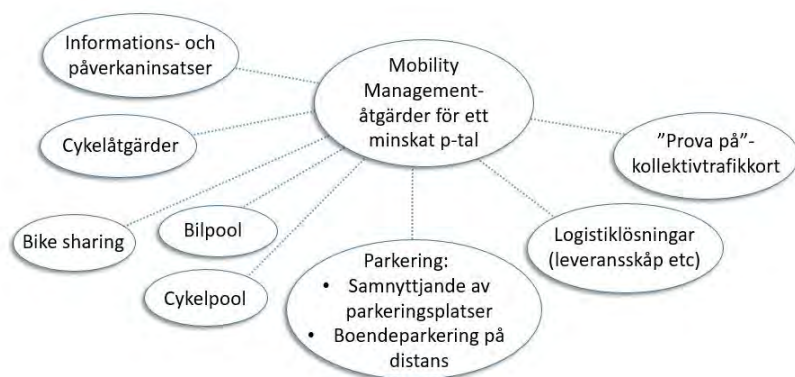 Informations- och
påverkaninsatser
Mobility
Management-
åtgärder för ett
minskat p-tal
Cykelåtgärder
”Prova på”-
kollektivtrafikkort
Bike sharing
Bilpool
Cykelpool
Parkering:
• Samnyttjande av
parkeringsplatser
• Boendeparkering på
distans
Logistiklösningar
(leveransskåp etc)